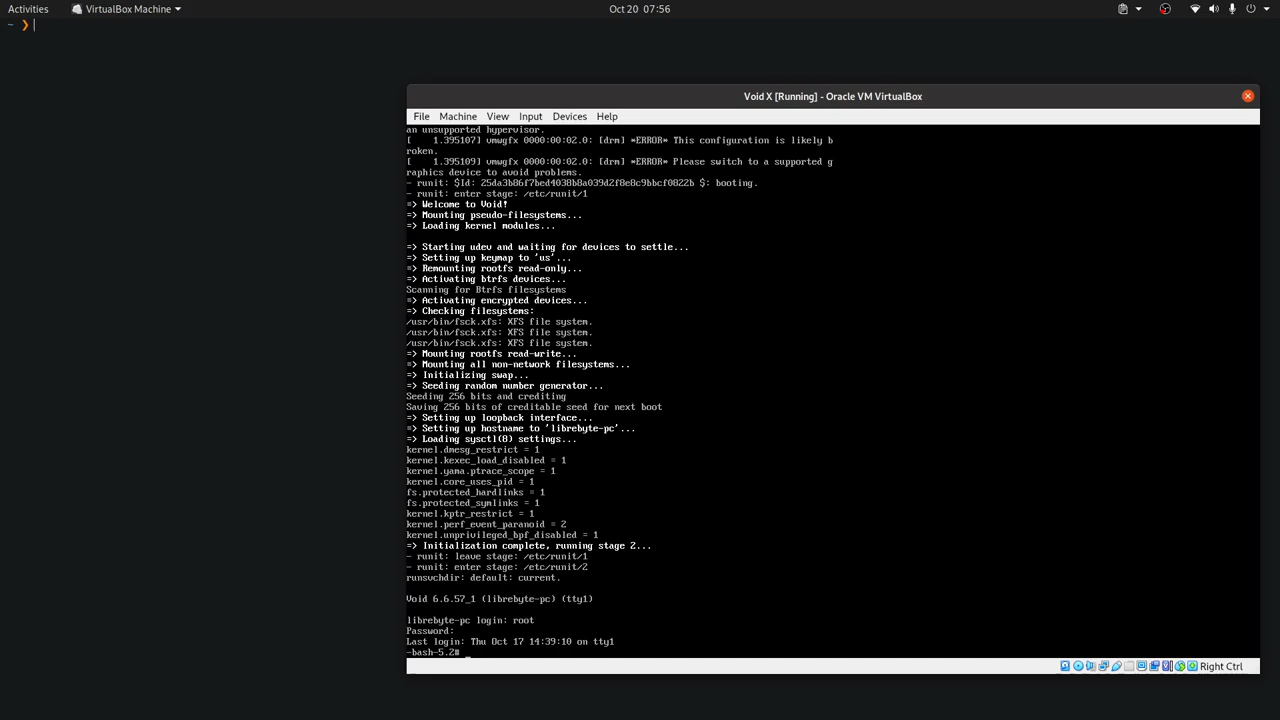 Activities VirtualBox Machine Oct 20 07:56
~ ❯
Void X [Running] - Oracle VM VirtualBox
File Machine View Input Devices Help
an unsupported hypervisor.
[    1.395107] vmwgfx 0000:00:02.0: [drm] *ERROR* This configuration is likely b
roken.
[    1.395109] vmwgfx 0000:00:02.0: [drm] *ERROR* Please switch to a supported g
raphics device to avoid problems.
- runit: $Id: 25da3b86f7bed4038b8a039d2f8e8c9bbcf0822b $: booting.
- runit: enter stage: /etc/runit/1
=> Welcome to Void!
=> Mounting pseudo-filesystems...
=> Loading kernel modules...
=> Starting udev and waiting for devices to settle...
=> Setting up keymap to 'us'...
=> Remounting rootfs read-only...
=> Activating btrfs devices...
Scanning for Btrfs filesystems
=> Activating encrypted devices...
=> Checking filesystems:
/usr/bin/fsck.xfs: XFS file system.
/usr/bin/fsck.xfs: XFS file system.
/usr/bin/fsck.xfs: XFS file system.
=> Mounting rootfs read-write...
=> Mounting all non-network filesystems...
=> Initializing swap...
=> Seeding random number generator...
Seeding 256 bits and crediting
Saving 256 bits of creditable seed for next boot
=> Setting up loopback interface...
=> Setting up hostname to 'librebyte-pc'...
=> Loading sysctl(8) settings...
kernel.dmesg_restrict = 1
kernel.kexec_load_disabled = 1
kernel.yama.ptrace_scope = 1
kernel.core_uses_pid = 1
fs.protected_hardlinks = 1
fs.protected_symlinks = 1
kernel.kptr_restrict = 1
kernel.perf_event_paranoid = 2
kernel.unprivileged_bpf_disabled = 1
=> Initialization complete, running stage 2...
- runit: leave stage: /etc/runit/1
- runit: enter stage: /etc/runit/2
runsvchdir: default: current.
Void 6.6.57_1 (librebyte-pc) (tty1)
librebyte-pc login: root
Password:
Last login: Thu Oct 17 14:39:10 on tty1
-bash-5.2# _
Right Ctrl